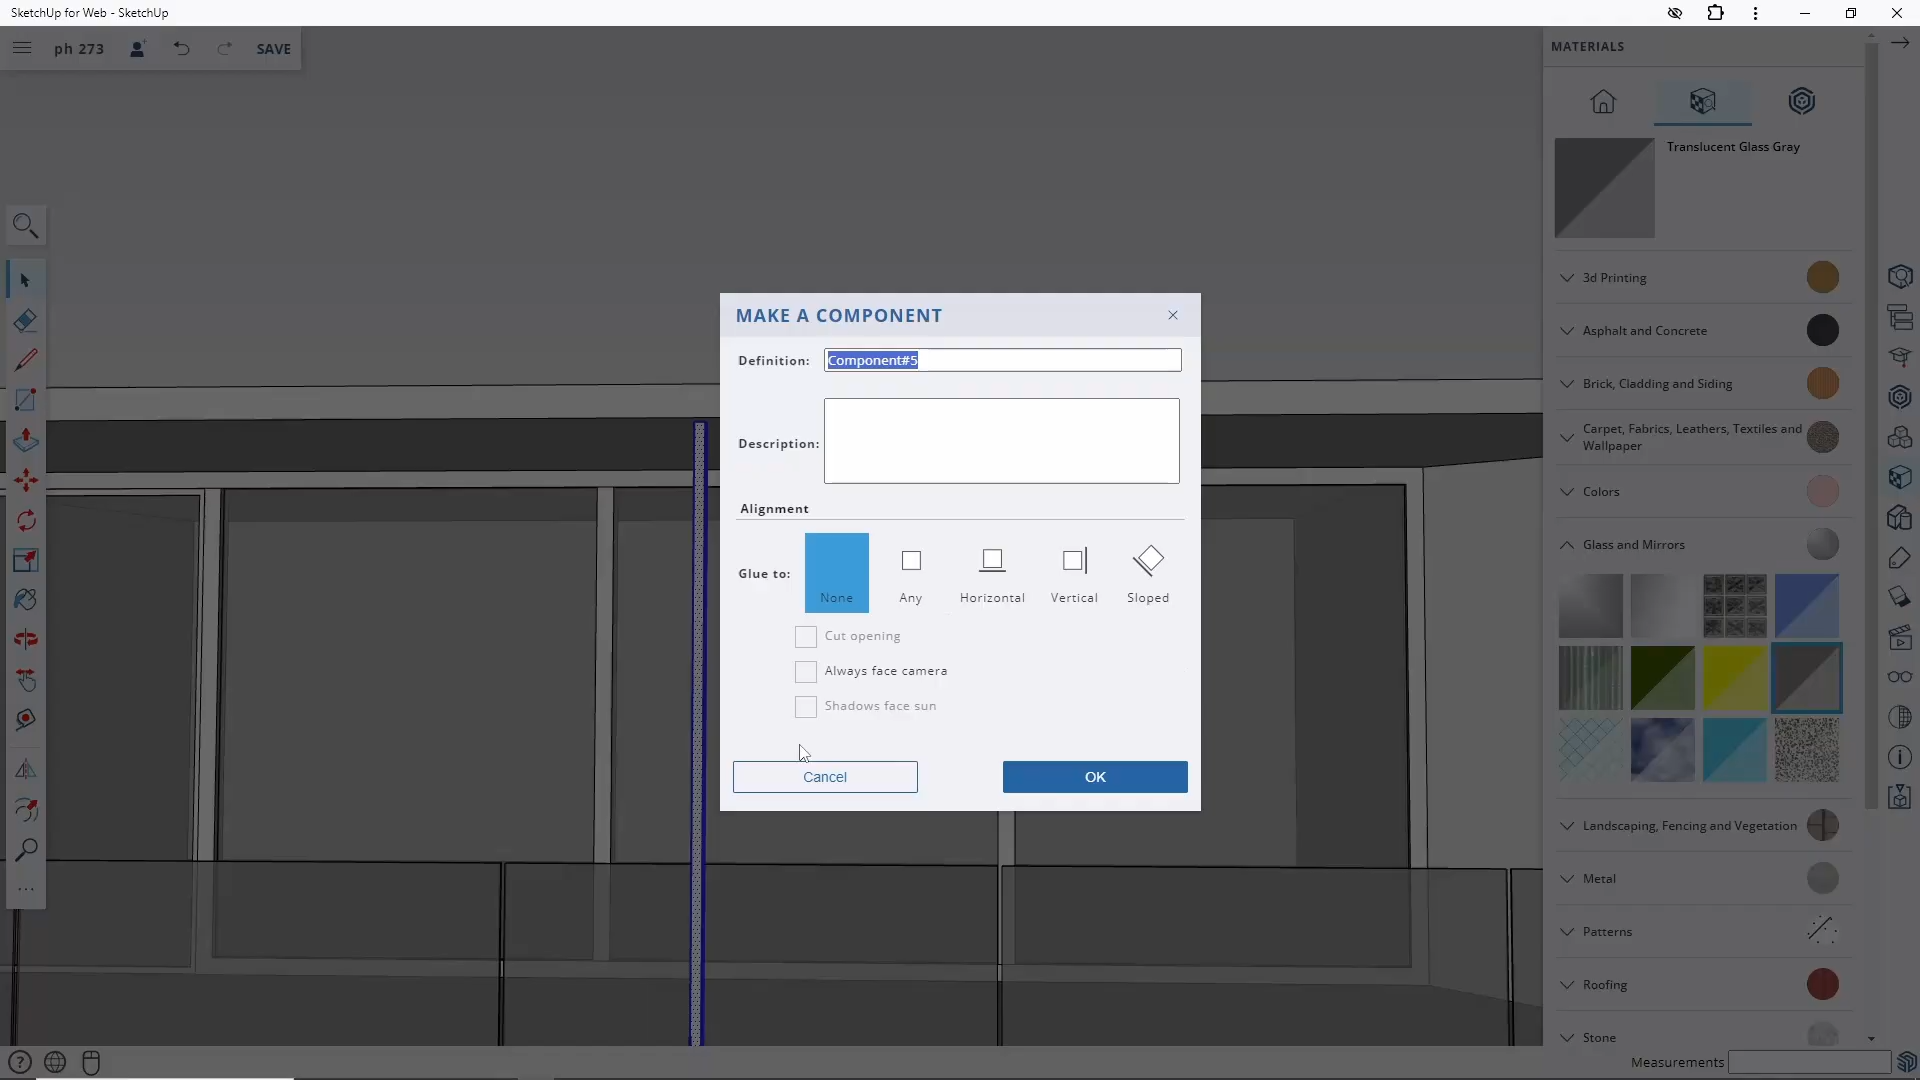 SketchUp for Web - SketchUp
ph 273
SAVE
MATERIALS
Translucent Glass Gray
3d Printing
Asphalt and Concrete
Brick, Cladding and Siding
Carpet, Fabrics, Leathers, Textiles and
Wallpaper
Colors
Glass and Mirrors
Landscaping, Fencing and Vegetation
Metal
Patterns
Roofing
Stone
MAKE A COMPONENT
Definition:
Component#5
Description:
Alignment
Glue to:
None
Any
Horizontal
Vertical
Sloped
Cut opening
Always face camera
Shadows face sun
Cancel
OK
Measurements